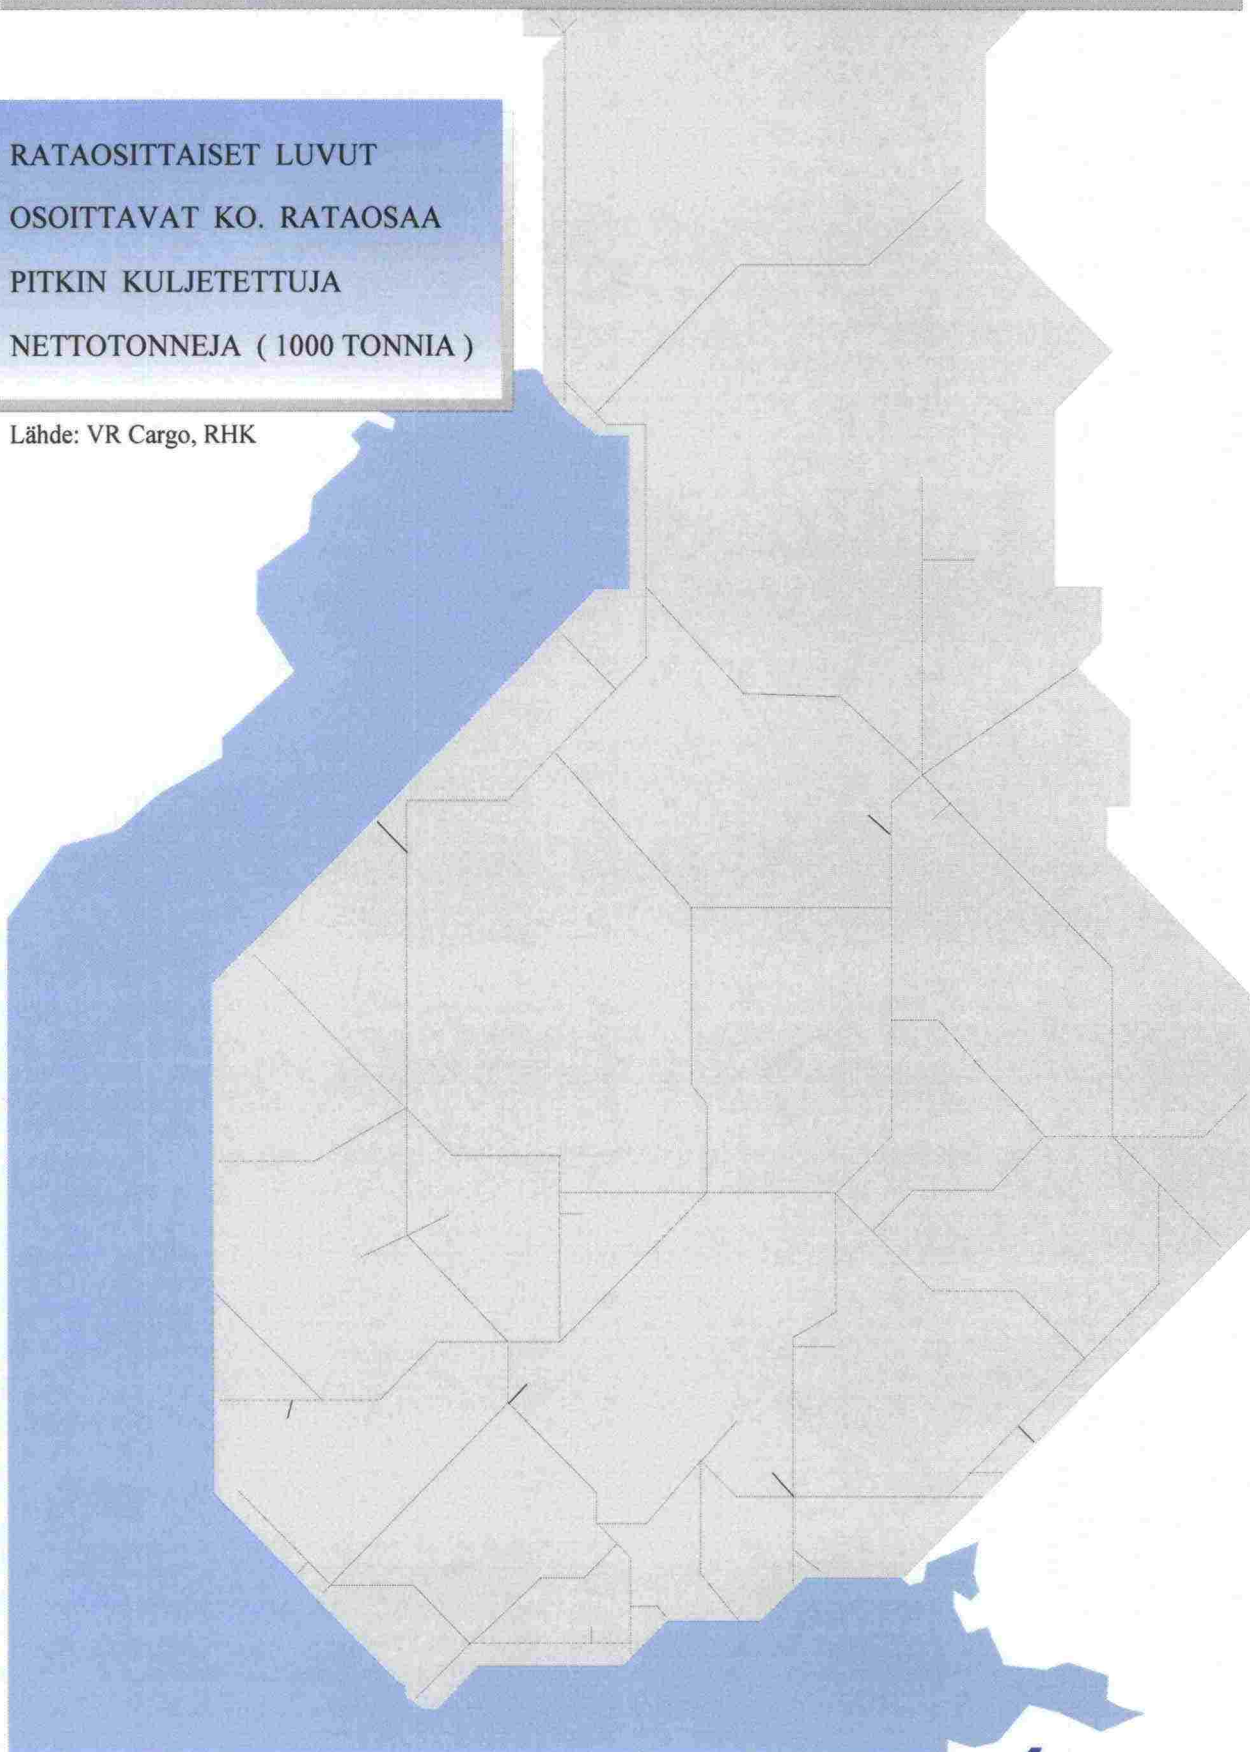 RATAOSITTAISET LUVUT
OSOITTAVAT KO. RATAOSAA
PITKIN KULJETETTUJA
NETTOTONNEJA ( 1000 TONNIA )
Lähde: VR Cargo, RHK